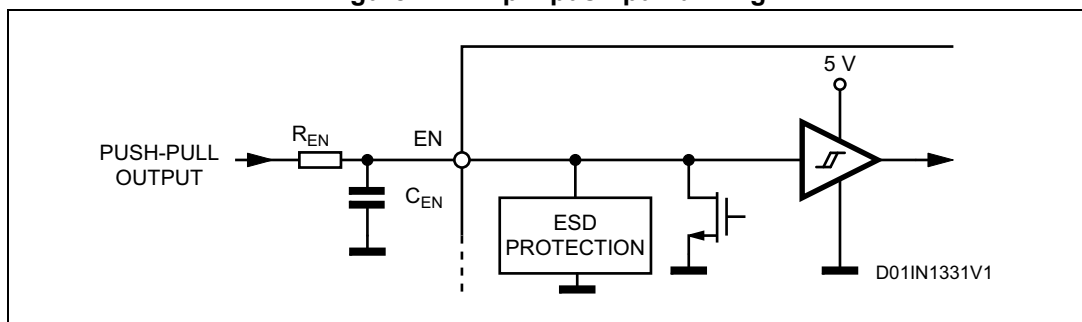 5 V
R_EN
EN
PUSH-PULL
OUTPUT
C_EN
ESD
PROTECTION
D01IN1331V1